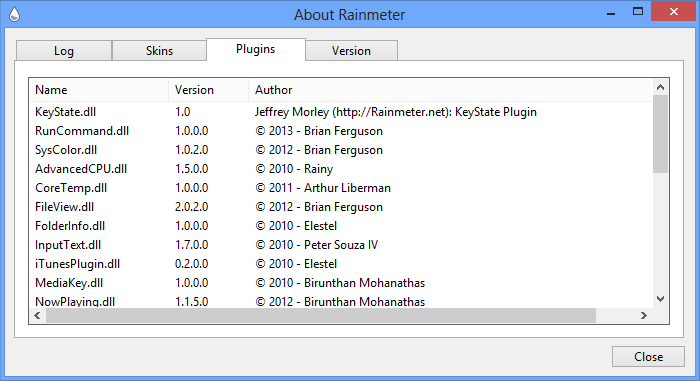 About Rainmeter
Log Skins Plugins Version
Name Version Author
KeyState.dll 1.0 Jeffrey Morley (http://Rainmeter.net): KeyState Plugin
RunCommand.dll 1.0.0.0 © 2013 - Brian Ferguson
SysColor.dll 1.0.2.0 © 2012 - Brian Ferguson
AdvancedCPU.dll 1.5.0.0 © 2010 - Rainy
CoreTemp.dll 1.0.0.0 © 2011 - Arthur Liberman
FileView.dll 2.0.2.0 © 2012 - Brian Ferguson
FolderInfo.dll 1.0.0.0 © 2010 - Elestel
InputText.dll 1.7.0.0 © 2010 - Peter Souza IV
iTunesPlugin.dll 0.2.0.0 © 2010 - Elestel
MediaKey.dll 1.0.0.0 © 2010 - Birunthan Mohanathas
NowPlaying.dll 1.1.5.0 © 2012 - Birunthan Mohanathas
Close